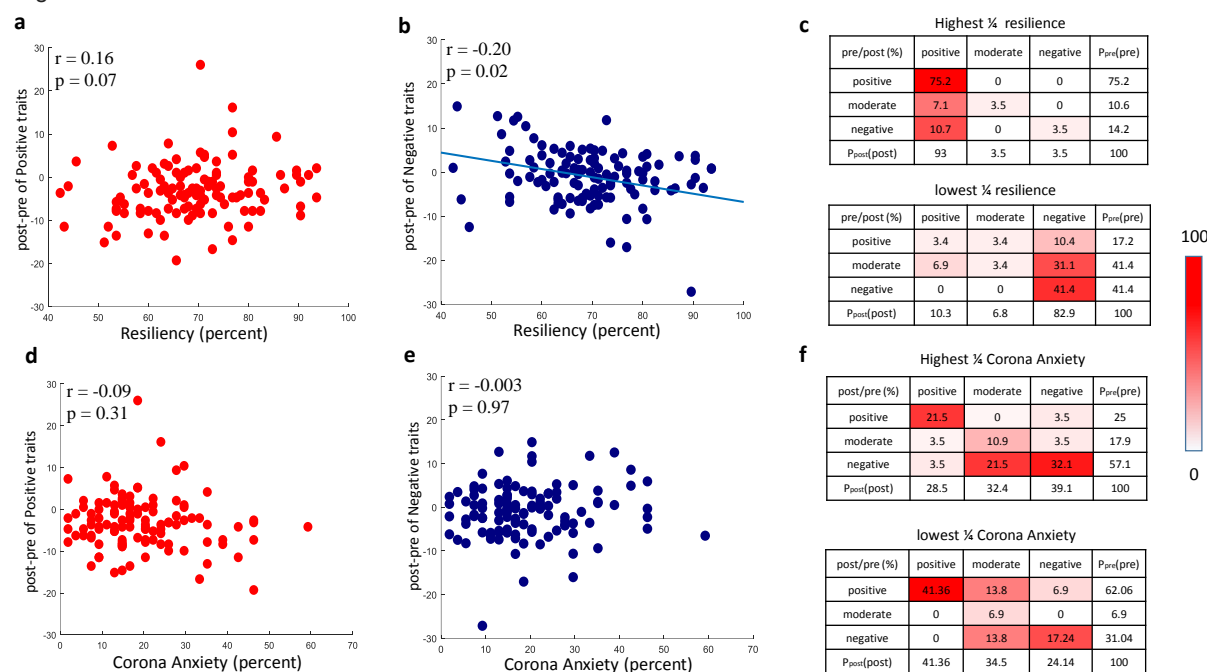 a
r = 0.16
p = 0.07
30
20
10
0
-10
-20
-30
40 50 60 70 80 90 100
post-pre of Positive traits
Resiliency (percent)
b
r = -0.20
p = 0.02
30
20
10
0
-10
-20
-30
40 50 60 70 80 90 100
post-pre of Negative traits
Resiliency (percent)
c
Highest ¼ resilience
pre/post (%) positive moderate negative Ppre(pre)
positive 75.2 0 0 75.2
moderate 7.1 3.5 0 10.6
negative 10.7 0 3.5 14.2
Ppost(post) 93 3.5 3.5 100
lowest ¼ resilience
pre/post (%) positive moderate negative Ppre(pre)
positive 3.4 3.4 10.4 17.2
moderate 6.9 3.4 31.1 41.4
negative 0 0 41.4 41.4
Ppost(post) 10.3 6.8 82.9 100
100
0
d
r = -0.09
p = 0.31
30
20
10
0
-10
-20
-30
0 10 20 30 40 50 60 70
post-pre of Positive traits
Corona Anxiety (percent)
e
r = -0.003
p = 0.97
30
20
10
0
-10
-20
-30
0 10 20 30 40 50 60 70
post-pre of Negative traits
Corona Anxiety (percent)
f
Highest ¼ Corona Anxiety
post/pre (%) positive moderate negative Ppre(pre)
positive 21.5 0 3.5 25
moderate 3.5 10.9 3.5 17.9
negative 3.5 21.5 32.1 57.1
Ppost(post) 28.5 32.4 39.1 100
lowest ¼ Corona Anxiety
post/pre (%) positive moderate negative Ppre(pre)
positive 41.36 13.8 6.9 62.06
moderate 0 6.9 0 6.9
negative 0 13.8 17.24 31.04
Ppost(post) 41.36 34.5 24.14 100